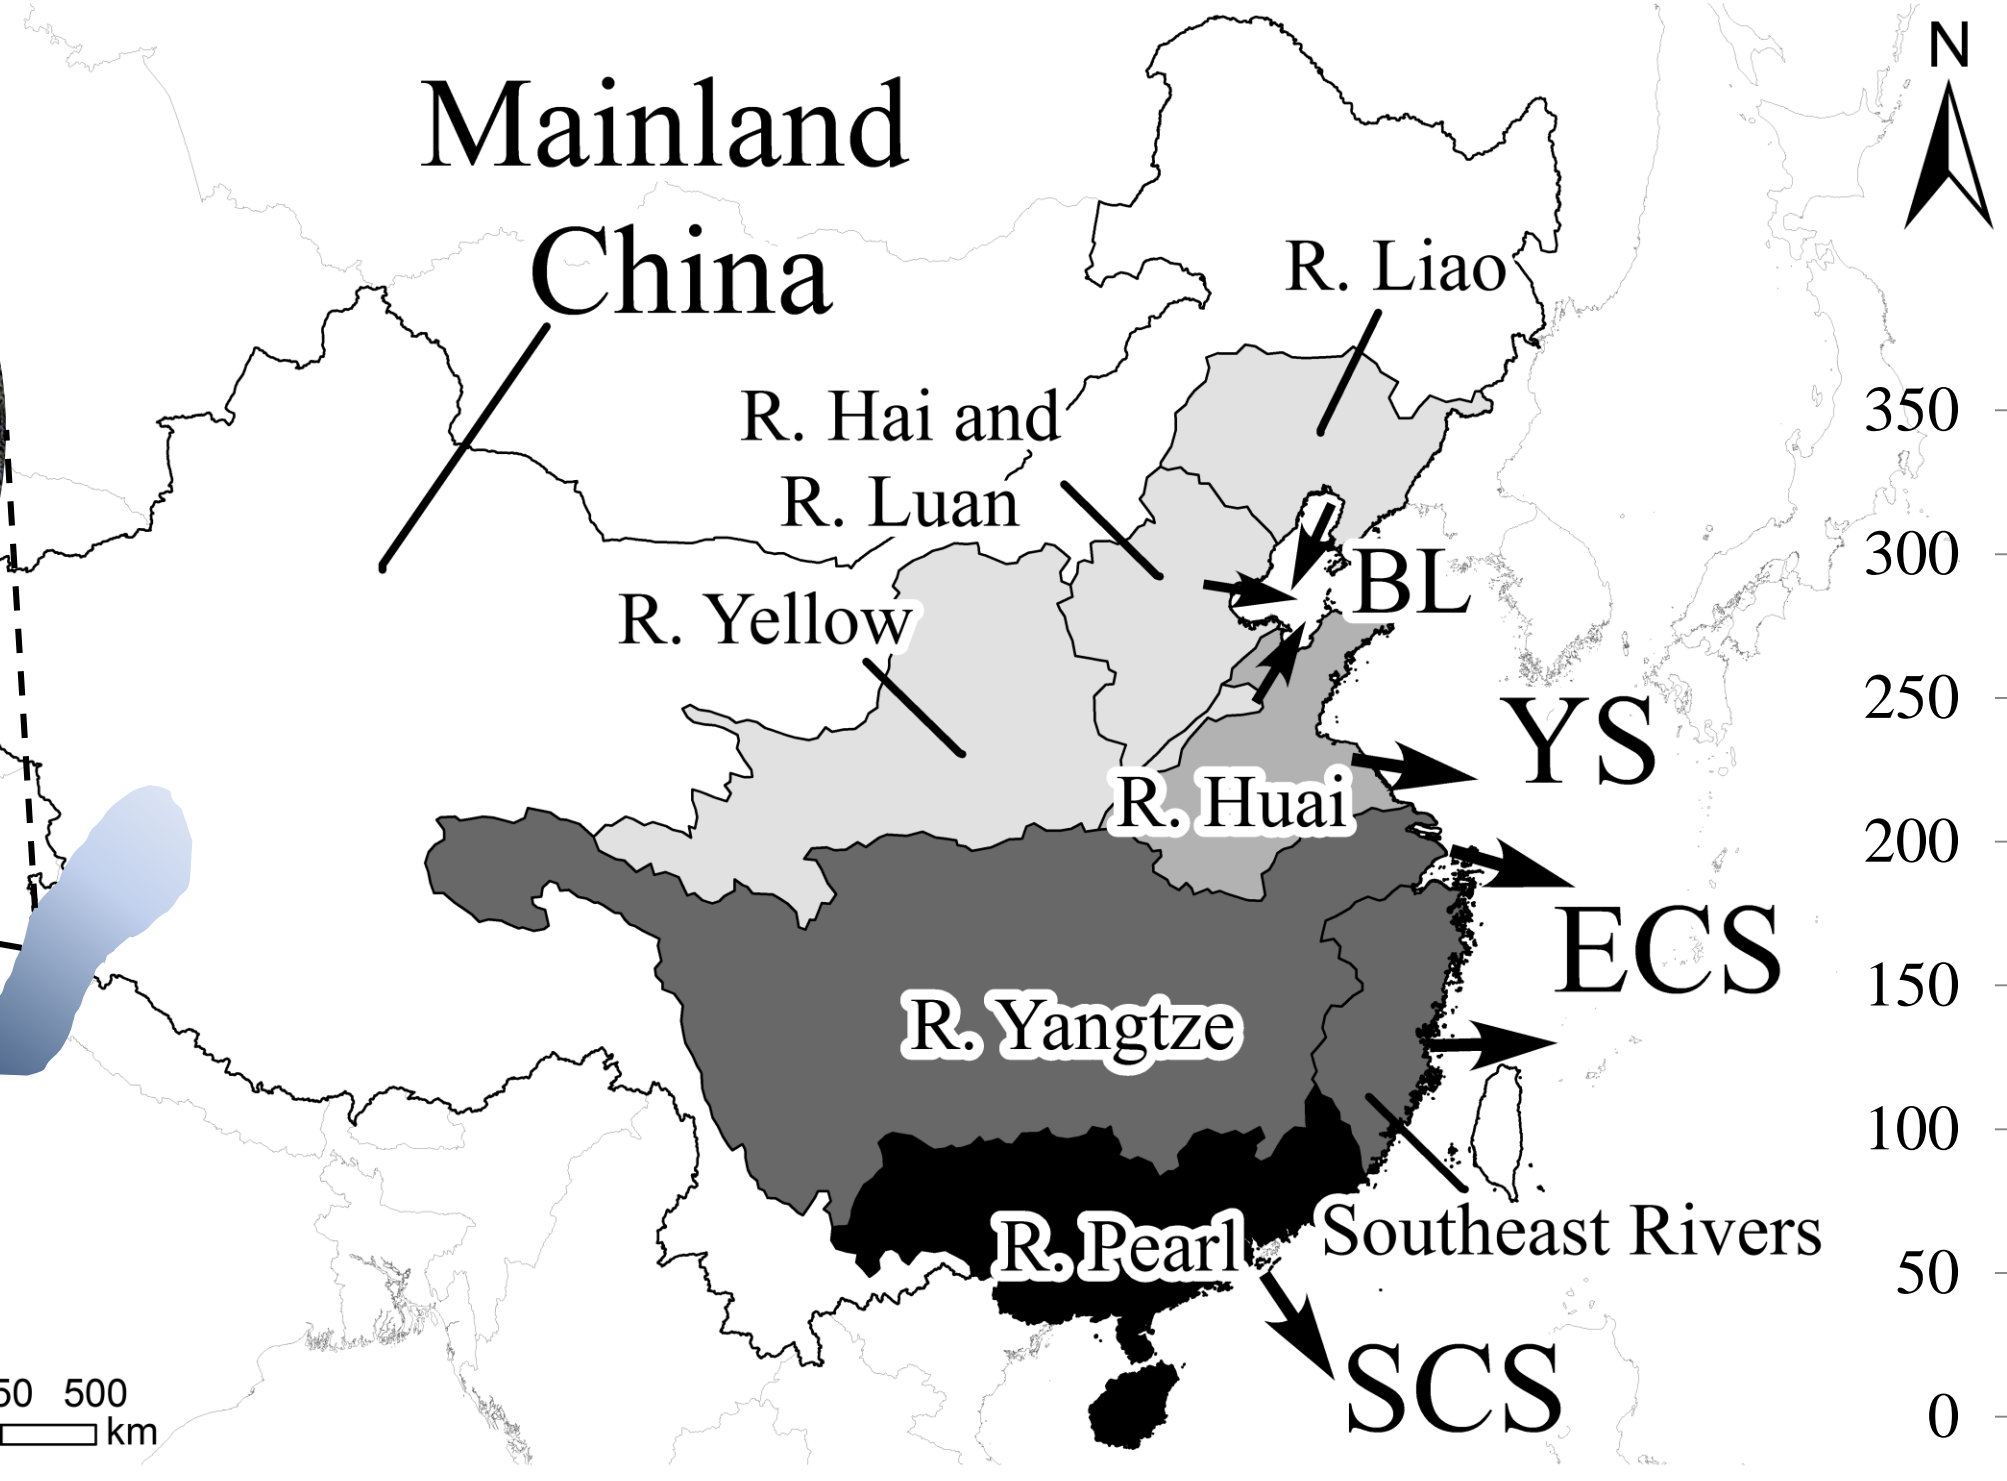 Mainland
China
N
R. Liao
R. Hai and
R. Luan
R. Yellow
BL
YS
R. Huai
ECS
R. Yangtze
Southeast Rivers
R. Pearl
SCS
350
300
250
200
150
100
50
0
50 500
km